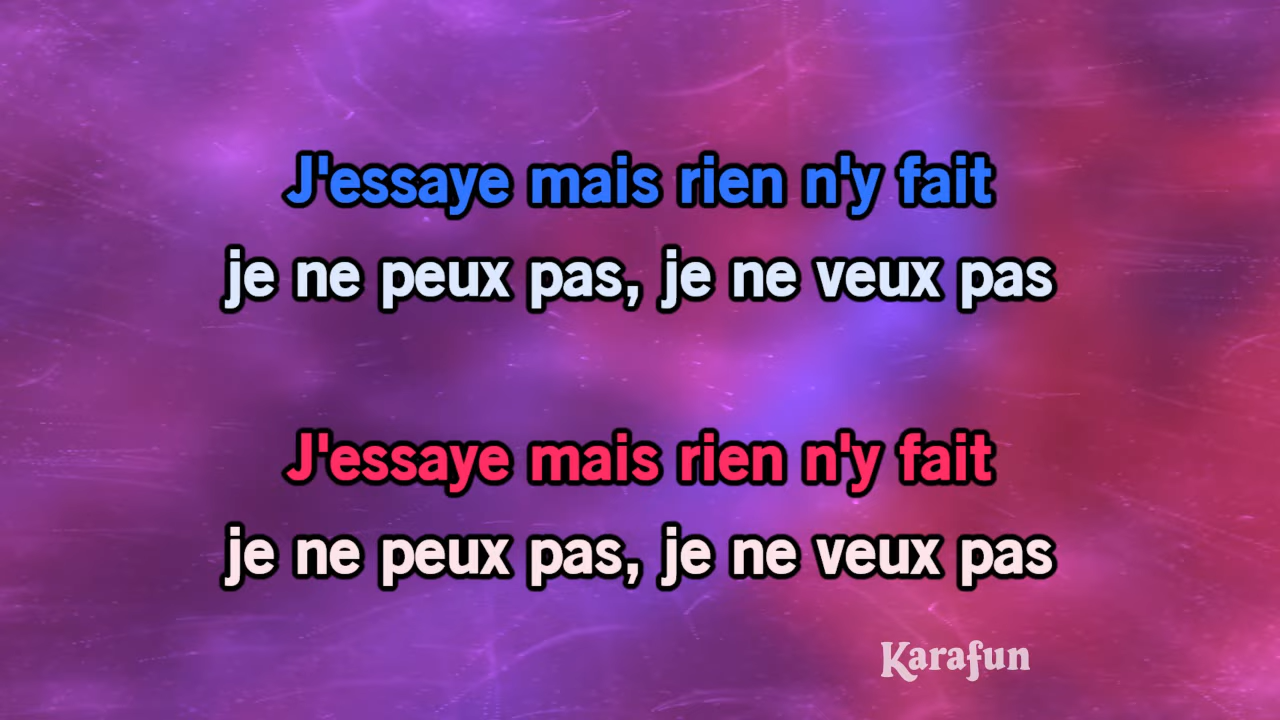 J'essaye mais rien n'y fait
je ne peux pas, je ne veux pas
J'essaye mais rien n'y fait
je ne peux pas, je ne veux pas
Karafun